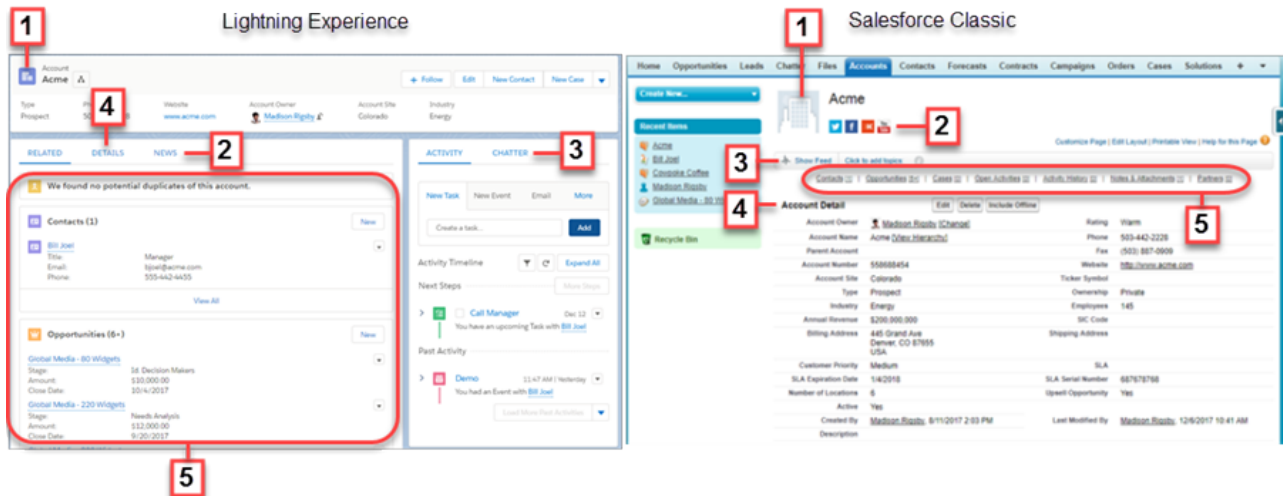 Lightning Experience
1
Account
Acme
+ Follow Edit New Contact New Case
Type Website Account Owner Account Site Industry
Prospect www.acme.com Madison Rigsby Colorado Energy
4
2
3
RELATED DETAILS NEWS
We found no potential duplicates of this account.
Contacts (1) New
Bill Joel
Title: Manager
Email: bjoel@acme.com
Phone: 555-442-4455
View All
Opportunities (6+) New
Global Media - 80 Widgets
Stage: Id. Decision Makers
Amount: $10,000.00
Close Date: 10/4/2017
Global Media - 220 Widgets
Stage: Needs Analysis
Amount: $12,000.00
Close Date: 9/20/2017
5
ACTIVITY CHATTER
New Task New Event Email More
Create a task... Add
Activity Timeline Expand All
Next Steps More Steps
Call Manager Dec 12
You have an upcoming Task with Bill Joel
Past Activity
Demo 11:47 AM | Yesterday
You had an Event with Bill Joel
Load More Past Activities
Salesforce Classic
1
Home Opportunities Leads Chatter Files Accounts Contacts Forecasts Contracts Campaigns Orders Cases Solutions +
Create New...
Recent Items
Acme
Bill Joel
Cowpoke Coffee
Madison Rigsby
Global Media - 80
Recycle Bin
Acme
2
Customize Page | Edit Layout | Printable View | Help for this Page
3
Show Feed Click to add topics
Contacts [1] | Opportunities [5+] | Cases [0] | Open Activities [1] | Activity History [1] | Notes & Attachments [0] | Partners [0]
4
5
Account Detail Edit Delete Include Offline
Account Owner Madison Rigsby [Change] Rating Warm
Account Name Acme [View Hierarchy] Phone 503-442-2226
Parent Account Fax (503) 887-0909
Account Number 558688454 Website http://www.acme.com
Account Site Colorado Ticker Symbol
Type Prospect Ownership Private
Industry Energy Employees 145
Annual Revenue $200,000,000 SIC Code
Billing Address 445 Grand Ave Shipping Address
Denver, CO 87655
USA
Customer Priority Medium SLA
SLA Expiration Date 1/4/2018 SLA Serial Number 687678768
Number of Locations 6 Upsell Opportunity Yes
Active Yes
Created By Madison Rigsby, 8/11/2017 2:03 PM Last Modified By Madison Rigsby, 12/6/2017 10:41 AM
Description